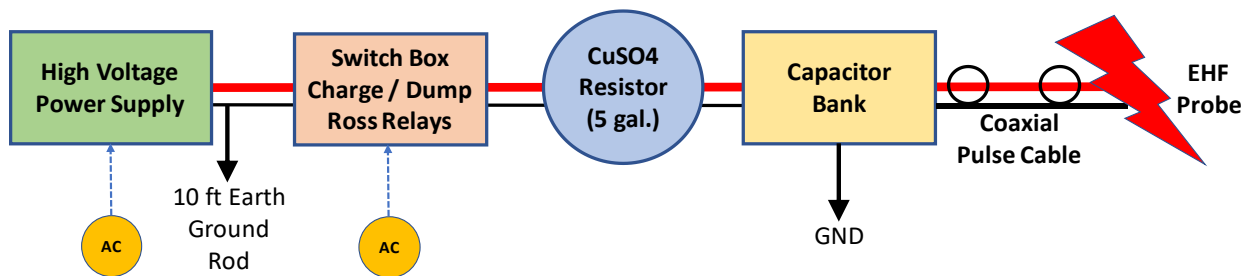 High Voltage
Power Supply
Switch Box
Charge / Dump
Ross Relays
CuSO4
Resistor
(5 gal.)
Capacitor
Bank
EHF
Probe
Coaxial
Pulse Cable
10 ft Earth
Ground
Rod
GND
AC
AC